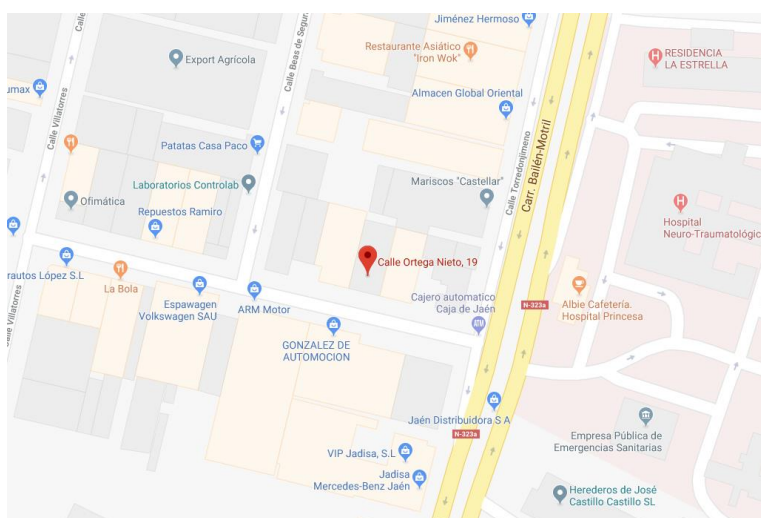 Jiménez Hermoso
Calle Beas de Segura
Restaurante Asiático
"Iron Wok"
RESIDENCIA
LA ESTRELLA
Export Agrícola
umax
Calle Villatorres
Almacen Global Oriental
Carr. Bailén-Motril
Patatas Casa Paco
Calle Torredonjimeno
Laboratorios Controlab
Mariscos "Castellar"
Ofimática
Repuestos Ramiro
Hospital
Neuro-Traumatológic
Calle Ortega Nieto, 19
rautos López S.L
La Bola
Espawagen
Volkswagen SAU
ARM Motor
Cajero automatico
Caja de Jaén
ATM
N-323a
Albie Cafetería.
Hospital Princesa
Calle Villatorres
GONZALEZ DE
AUTOMOCION
Jaén Distribuidora S A
N-323a
Empresa Pública de
Emergencias Sanitarias
VIP Jadisa, S.L
Jadisa
Mercedes-Benz Jaén
Herederos de José
Castillo Castillo SL